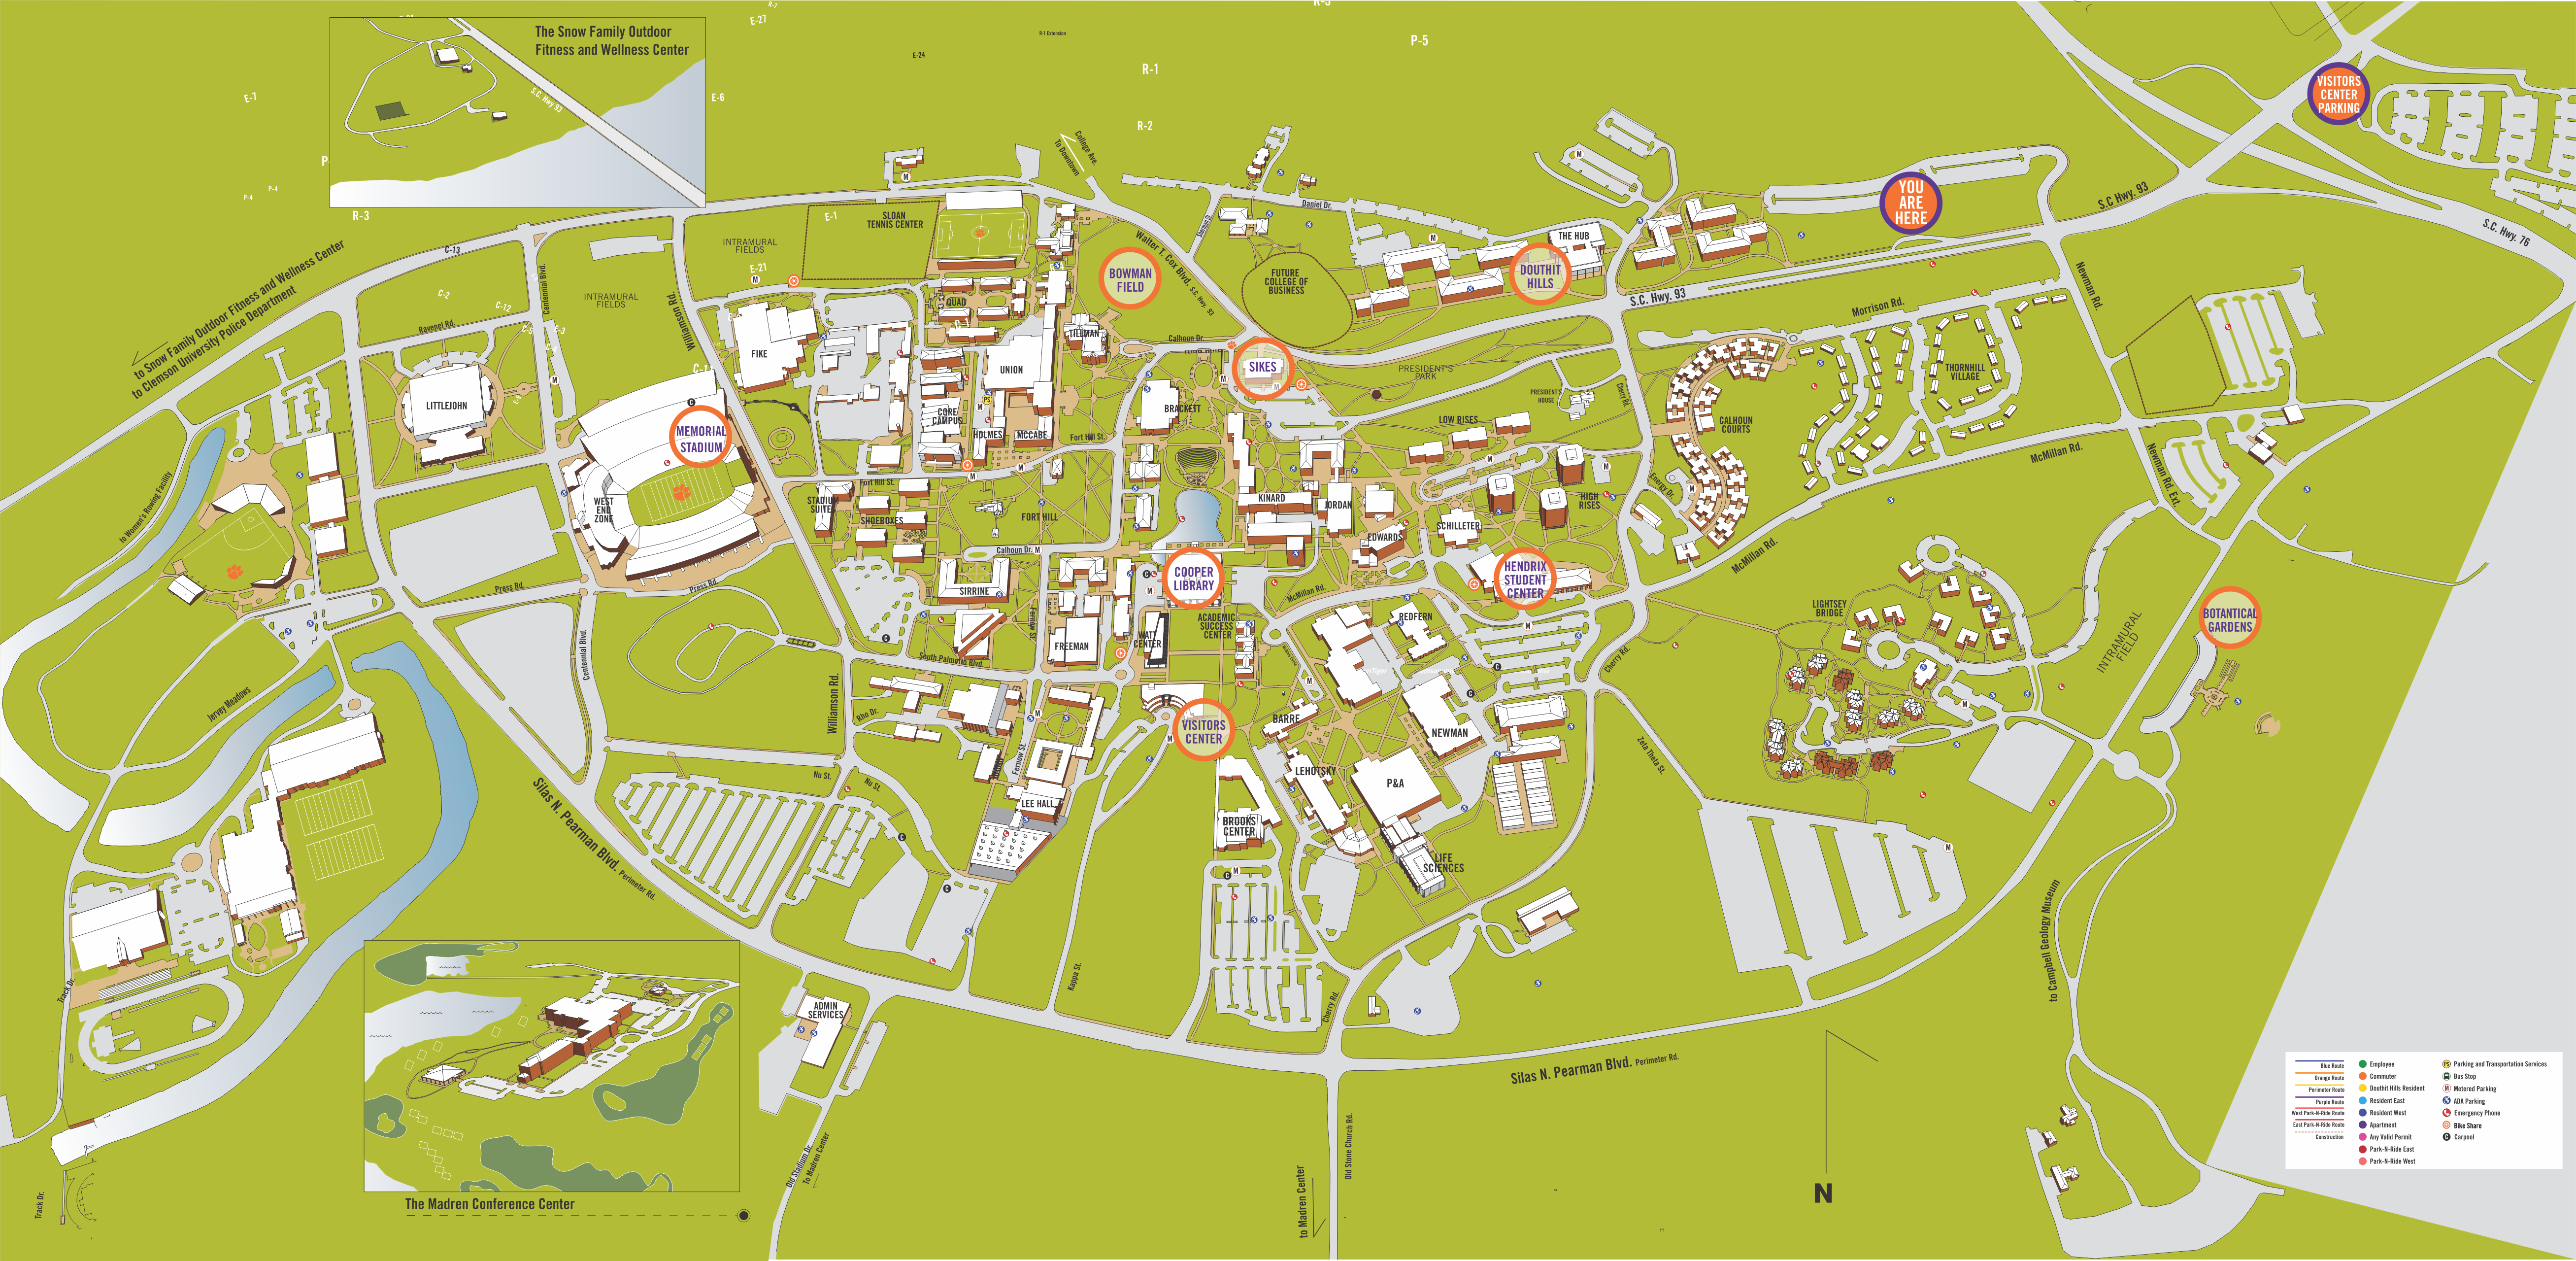 R-3
E-27
R-7
P-5
The Snow Family Outdoor
Fitness and Wellness Center
S.C. Hwy 93
R-1 Extension
E-24
R-1
E-7
E-6
R-2
P
P-4
P-4
R-3
VISITORS
CENTER
PARKING
YOU
ARE
HERE
S.C Hwy. 93
S.C. Hwy. 76
College Ave.
To Downtown
E-1
SLOAN
TENNIS CENTER
INTRAMURAL
FIELDS
E-21
C-13
to Snow Family Outdoor Fitness and Wellness Center
to Clemson University Police Department
C-2
C-12
Centennial Blvd.
INTRAMURAL
FIELDS
Williamson Rd.
Ravenel Rd.
E-3
LITTLEJOHN
FIKE
QUAD
UNION
TILLMAN
BOWMAN
FIELD
Walter T. Cox Blvd. S.C. Hwy. 93
Daniel Dr.
FUTURE
COLLEGE OF
BUSINESS
THE HUB
DOUTHIT
HILLS
S.C. Hwy. 93
Newman Rd.
Morrison Rd.
Calhoun Dr.
SIKES
PRESIDENT'S
PARK
PRESIDENT'S
HOUSE
Cherry Rd.
THORNHILL
VILLAGE
CALHOUN
COURTS
MEMORIAL
STADIUM
CORE
CAMPUS
PS
HOLMES
MCCABE
BRACKETT
Fort Hill St.
LOW RISES
McMillan Rd.
Newman Rd. Ext.
to Women's Rowing Facility
WEST
END
ZONE
STADIUM
SUITES
Fort Hill St.
SHOEBOXES
FORT HILL
KINARD
JORDAN
HIGH
RISES
Energy Dr.
SCHILLETER
EDWARDS
Calhoun Dr.
McMillan Rd.
Press Rd.
Press Rd.
SIRRINE
COOPER
LIBRARY
HENDRIX
STUDENT
CENTER
McMillan Rd.
REDFERN
ACADEMIC
SUCCESS
CENTER
LIGHTSEY
BRIDGE
BOTANTICAL
GARDENS
INTRAMURAL
FIELD
Centennial Blvd.
Fernow St.
FREEMAN
WATT
CENTER
South Palmetto Blvd.
Cherry Rd.
Jervey Meadows
Williamson Rd.
Rho Dr.
VISITORS
CENTER
BARRE
NEWMAN
Zeta Theta St.
Fernow St.
Nu St.
Nu St.
LEHOTSKY
P&A
LEE HALL
BROOKS
CENTER
Silas N. Pearman Blvd. Perimeter Rd.
LIFE
SCIENCES
to Campbell Geology Museum
Track Dr.
Kappa St.
Cherry Rd.
ADMIN
SERVICES
Silas N. Pearman Blvd. Perimeter Rd.
Old Stadium Dr.
To Madren Center
Old Stone Church Rd.
to Madren Center
The Madren Conference Center
Track Dr.
N
Blue Route
Orange Route
Perimeter Route
Purple Route
West Park-N-Ride Route
East Park-N-Ride Route
Construction
Employee
Commuter
Douthit Hills Resident
Resident East
Resident West
Apartment
Any Valid Permit
Park-N-Ride East
Park-N-Ride West
Parking and Transportation Services
Bus Stop
Metered Parking
ADA Parking
Emergency Phone
Bike Share
Carpool